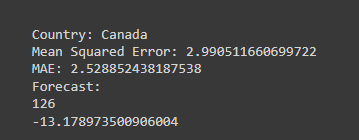 Country: Canada
Mean Squared Error: 2.990511660699722
MAE: 2.528852438187538
Forecast:
126
-13.178973500906004